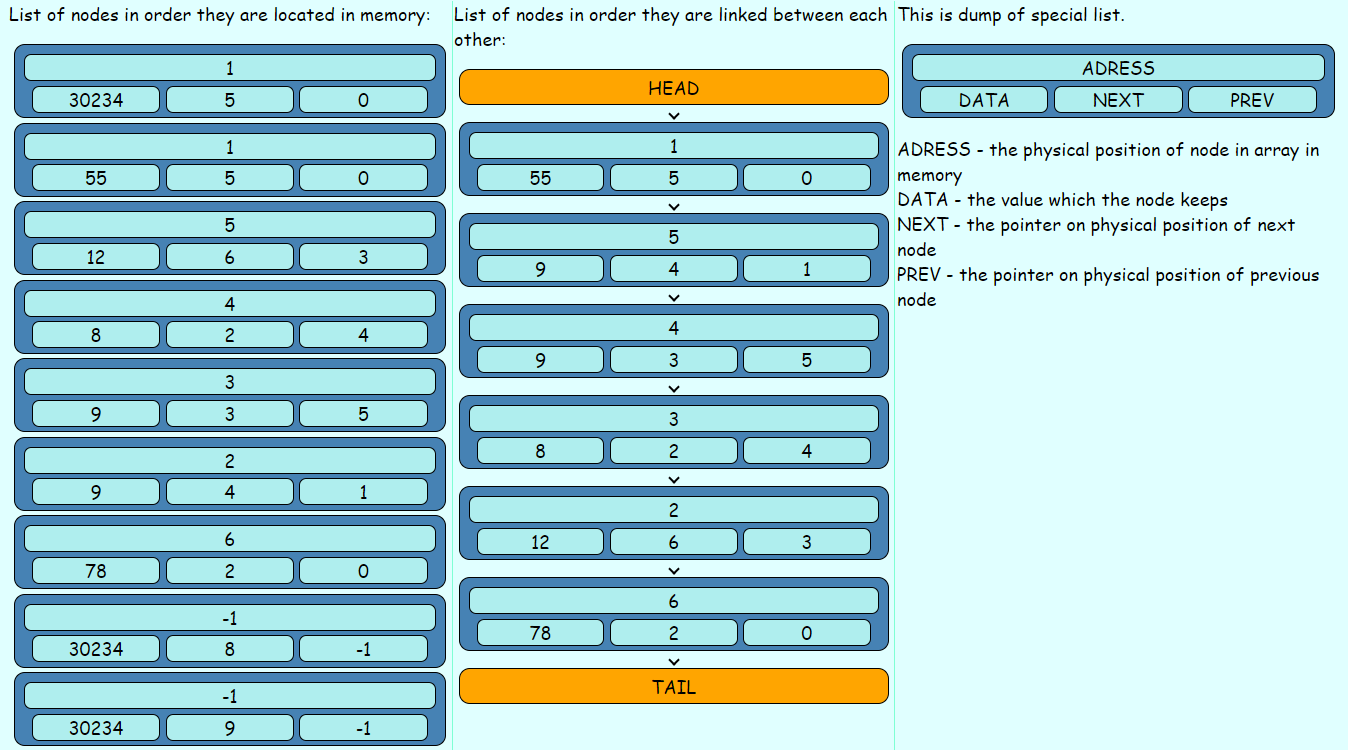 List of nodes in order they are located in memory:
1
30234 5 0
1
55 5 0
5
12 6 3
4
8 2 4
3
9 3 5
2
9 4 1
6
78 2 0
-1
30234 8 -1
-1
30234 9 -1
List of nodes in order they are linked between each
other:
HEAD
1
55 5 0
5
9 4 1
4
9 3 5
3
8 2 4
2
12 6 3
6
78 2 0
TAIL
This is dump of special list.
ADRESS
DATA NEXT PREV
ADRESS - the physical position of node in array in
memory
DATA - the value which the node keeps
NEXT - the pointer on physical position of next
node
PREV - the pointer on physical position of previous
node